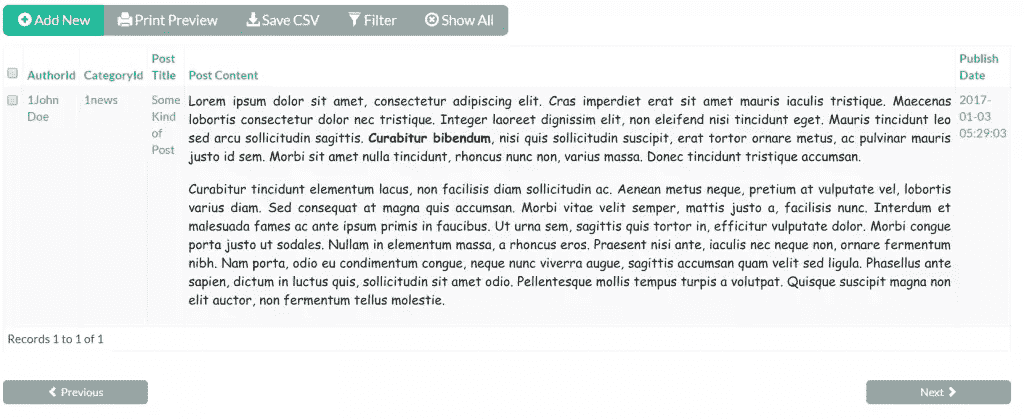 Add New Print Preview Save CSV Filter Show All
AuthorId CategoryId Post Title Post Content Publish Date
1John Doe 1news Some Kind of Post
Lorem ipsum dolor sit amet, consectetur adipiscing elit. Cras imperdiet erat sit amet mauris iaculis tristique. Maecenas
lobortis consectetur dolor nec tristique. Integer laoreet dignissim elit, non eleifend nisi tincidunt eget. Mauris tincidunt leo
sed arcu sollicitudin sagittis. Curabitur bibendum, nisi quis sollicitudin suscipit, erat tortor ornare metus, ac pulvinar mauris
justo id sem. Morbi sit amet nulla tincidunt, rhoncus nunc non, varius massa. Donec tincidunt tristique accumsan.
Curabitur tincidunt elementum lacus, non facilisis diam sollicitudin ac. Aenean metus neque, pretium at vulputate vel, lobortis
varius diam. Sed consequat at magna quis accumsan. Morbi vitae velit semper, mattis justo a, facilisis nunc. Interdum et
malesuada fames ac ante ipsum primis in faucibus. Ut urna sem, sagittis quis tortor in, efficitur vulputate dolor. Morbi congue
porta justo ut sodales. Nullam in elementum massa, a rhoncus eros. Praesent nisi ante, iaculis nec neque non, ornare fermentum
nibh. Nam porta, odio eu condimentum congue, neque nunc viverra augue, sagittis accumsan quam velit sed ligula. Phasellus ante
sapien, dictum in luctus quis, sollicitudin sit amet odio. Pellentesque mollis tempus turpis a volutpat. Quisque suscipit magna non
elit auctor, non fermentum tellus molestie.
2017-01-03 05:29:03
Records 1 to 1 of 1
Previous Next